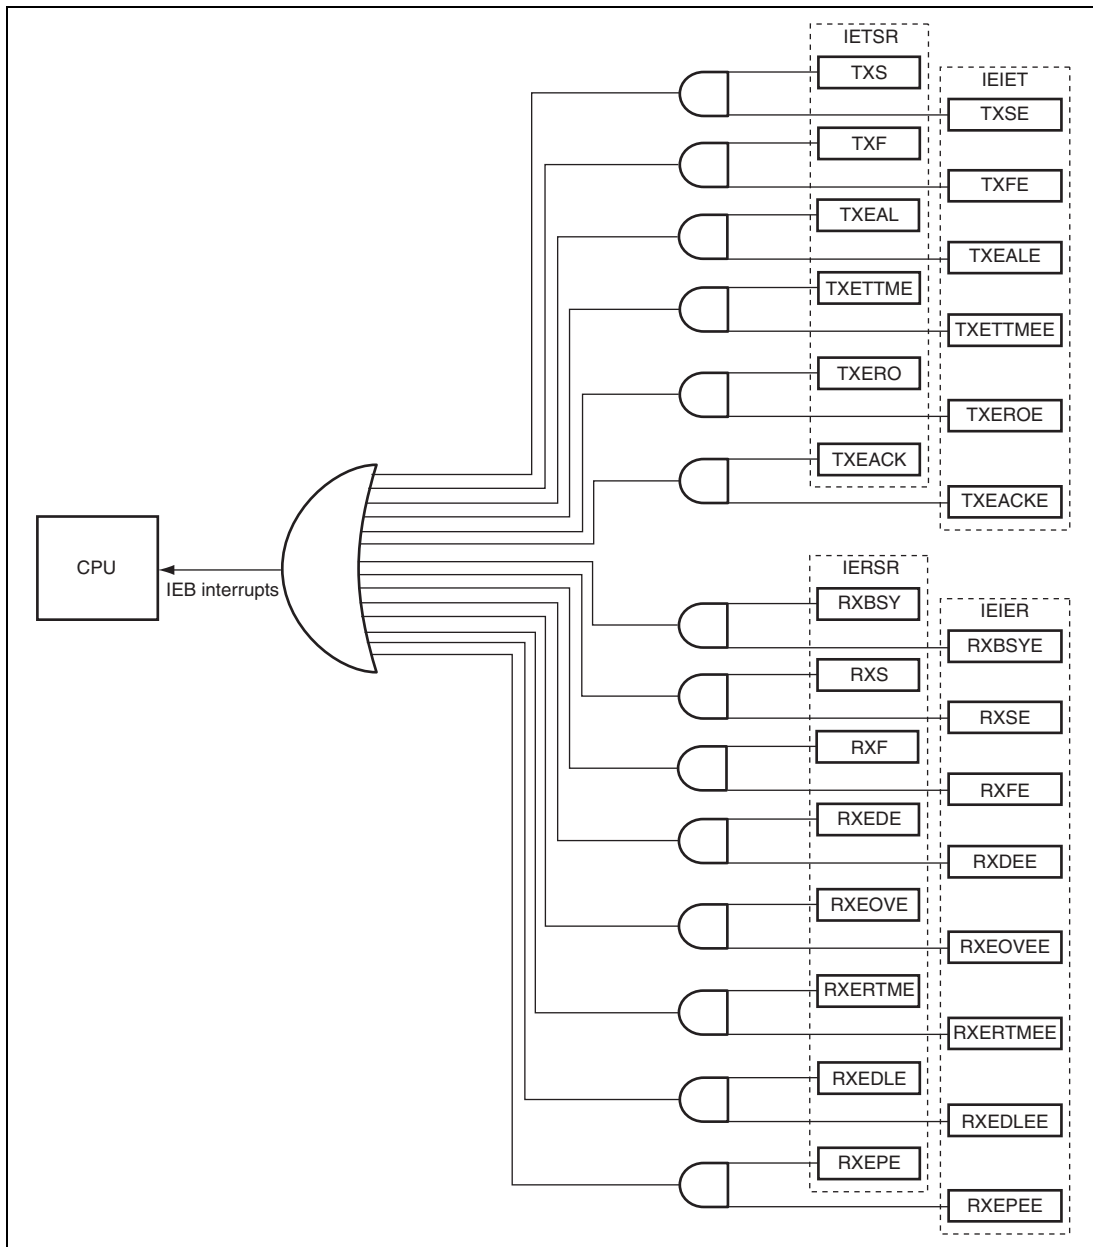 IETSR
TXS
IEIET
TXSE
TXF
TXFE
TXEAL
TXEALE
TXETTME
TXETTMEE
TXERO
TXEROE
TXEACK
TXEACKE
CPU
IEB interrupts
IERSR
RXBSY
IEIER
RXBSYE
RXS
RXSE
RXF
RXFE
RXEDE
RXDEE
RXEOVE
RXEOVEE
RXERTME
RXERTMEE
RXEDLE
RXEDLEE
RXEPE
RXEPEE